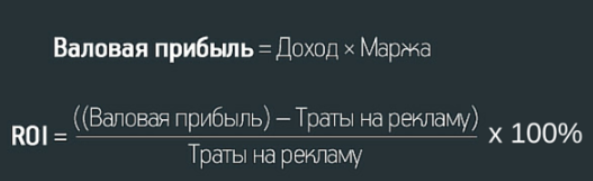 Валовая прибыль = Доход × Маржа
((Валовая прибыль) – Траты на рекламу)
ROI = x 100%
Траты на рекламу